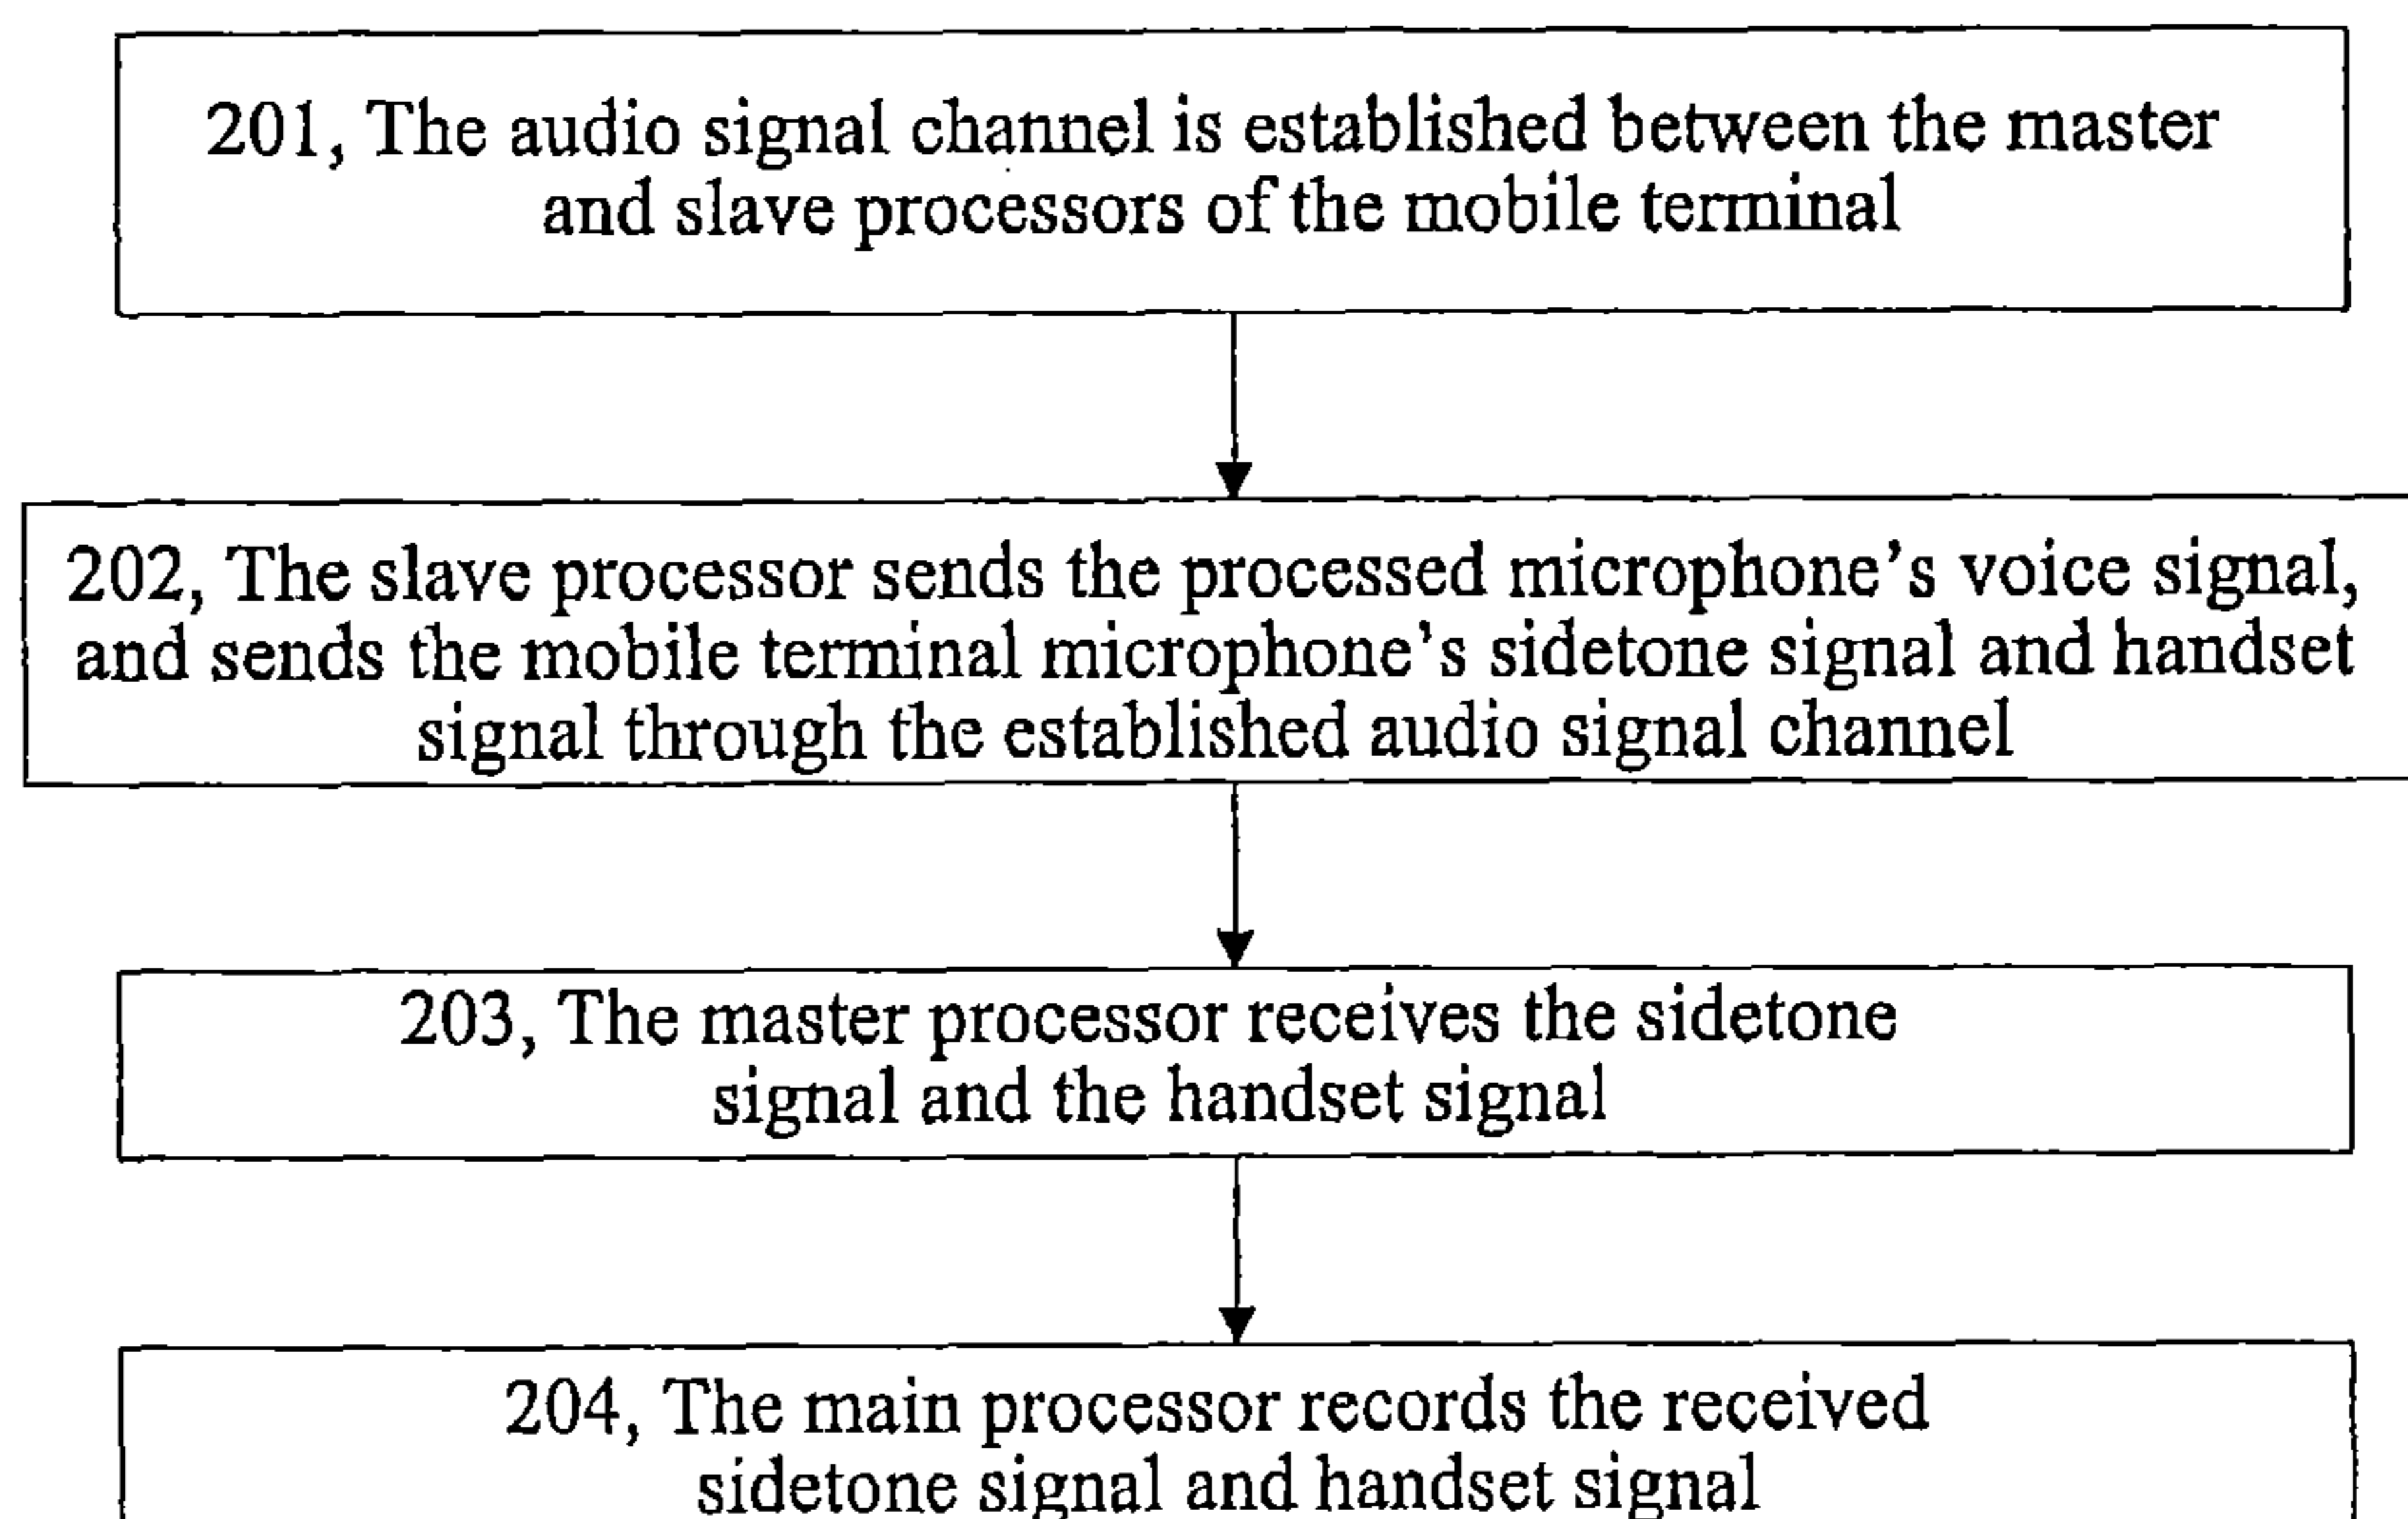 201, The audio signal channel is established between the master
and slave processors of the mobile terminal
202, The slave processor sends the processed microphone's voice signal,
and sends the mobile terminal microphone's sidetone signal and handset
signal through the established audio signal channel
203, The master processor receives the sidetone
signal and the handset signal
204, The main processor records the received
sidetone signal and handset signal